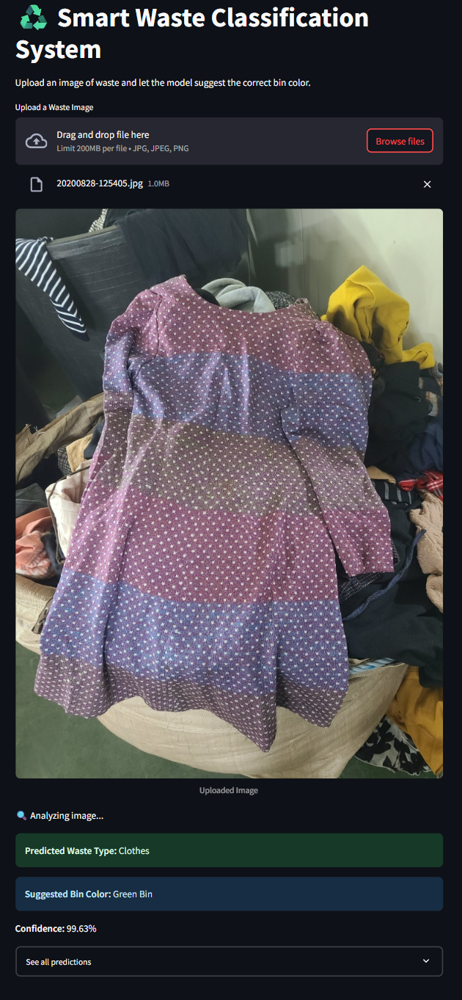 Smart Waste Classification
System
Upload an image of waste and let the model suggest the correct bin color.
Upload a Waste Image
Drag and drop file here
Limit 200MB per file • JPG, JPEG, PNG
Browse files
20200828-125405.jpg 1.0MB
Uploaded Image
Analyzing image...
Predicted Waste Type: Clothes
Suggested Bin Color: Green Bin
Confidence: 99.63%
See all predictions